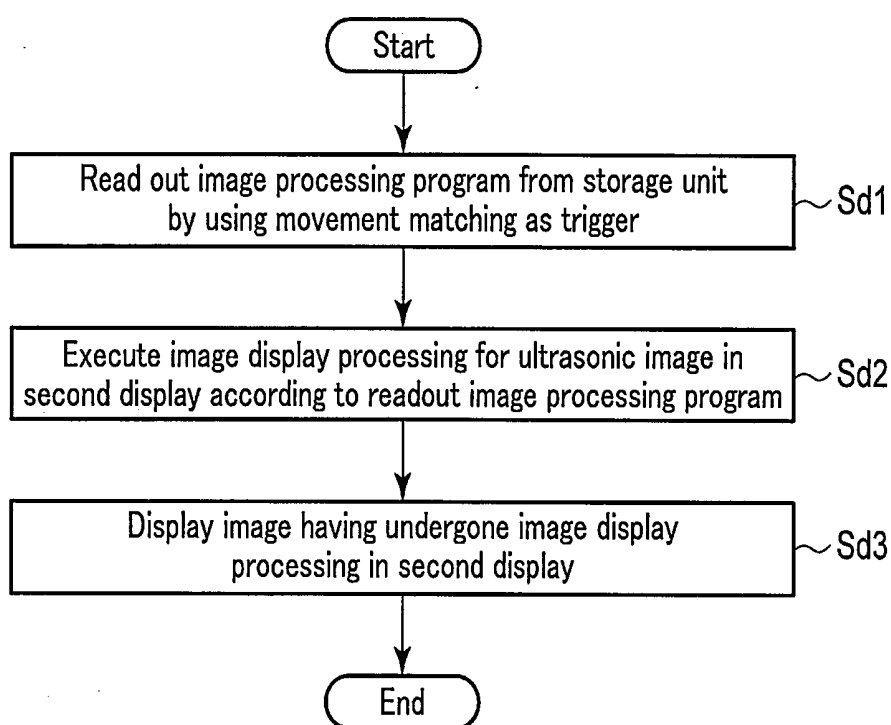 Start
Read out image processing program from storage unit
by using movement matching as trigger
Sd1
Execute image display processing for ultrasonic image in
second display according to readout image processing program
Sd2
Display image having undergone image display
processing in second display
Sd3
End